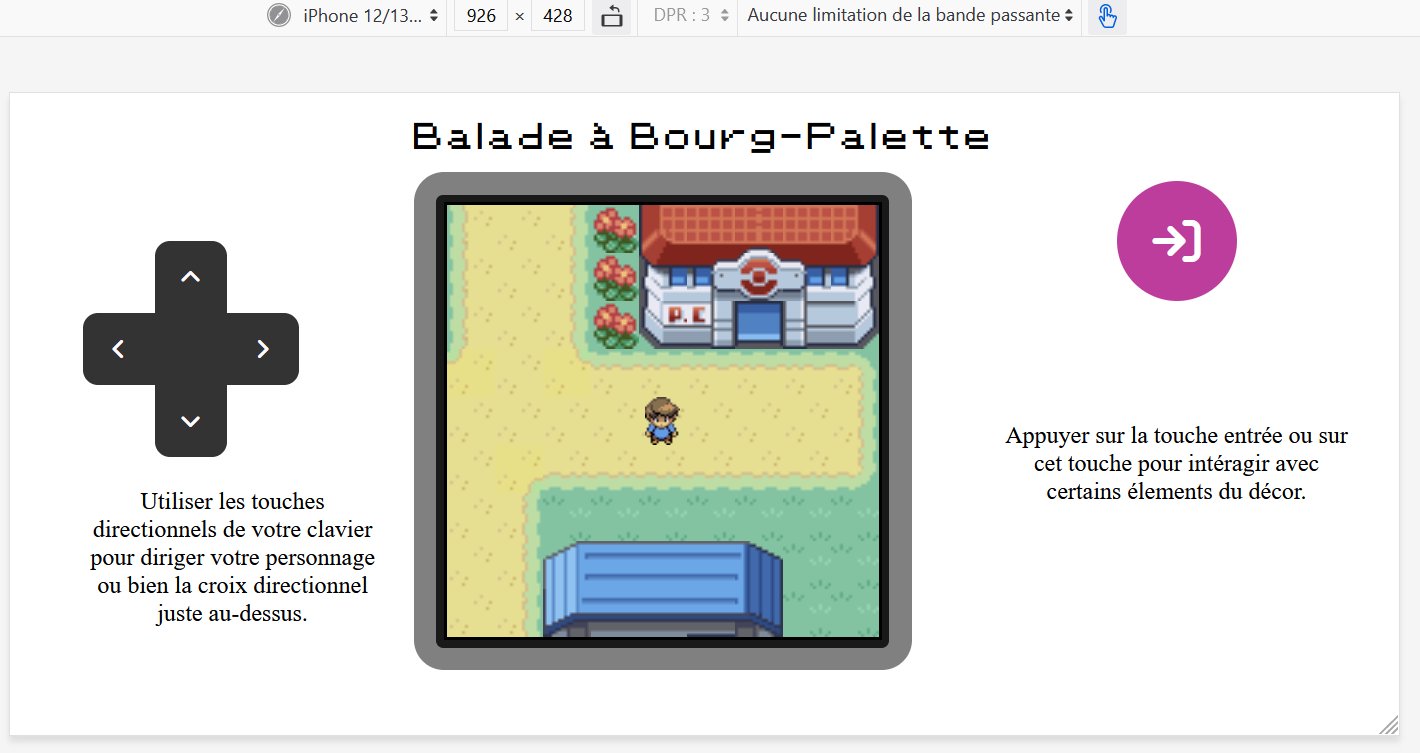 iPhone 12/13... 926 × 428 DPR : 3 Aucune limitation de la bande passante
Balade à Bourg-Palette
P.C
Utiliser les touches
directionnels de votre clavier
pour diriger votre personnage
ou bien la croix directionnel
juste au-dessus.
Appuyer sur la touche entrée ou sur
cet touche pour intéragir avec
certains élements du décor.